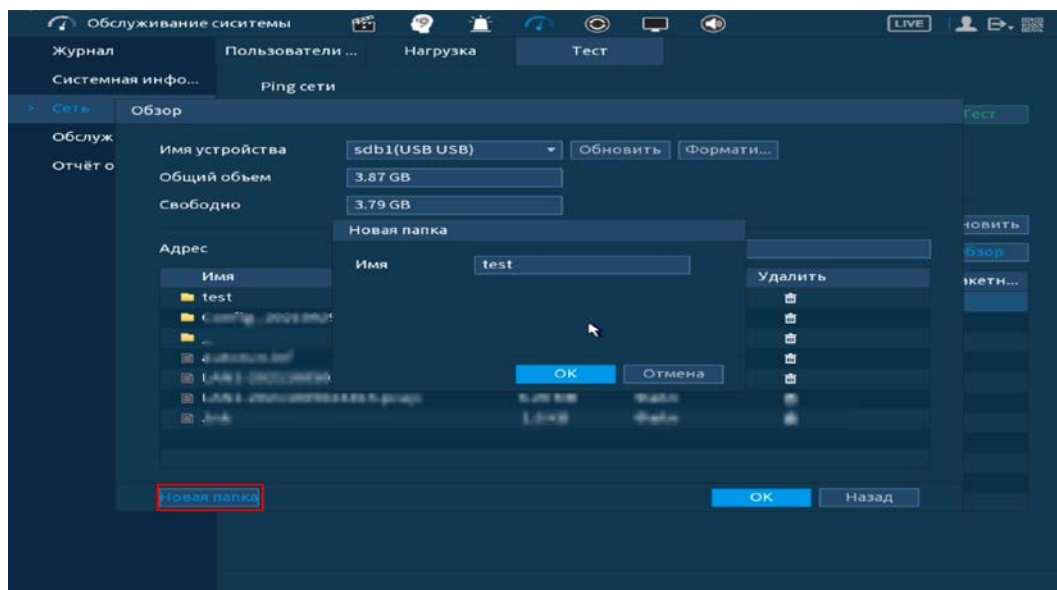 Обслуживание сиситемы LIVE
Журнал Пользователи ... Нагрузка Тест
Системная инфо... Ping сети
Сеть Обзор Тест
Обслуж Имя устройства sdb1(USB USB) Обновить Формати...
Отчёт о Общий объем 3.87 GB
Свободно 3.79 GB
Новая папка новить
Адрес бзор
Имя test
Имя Удалить акетн...
test
..
OK Отмена
Новая папка OK Назад